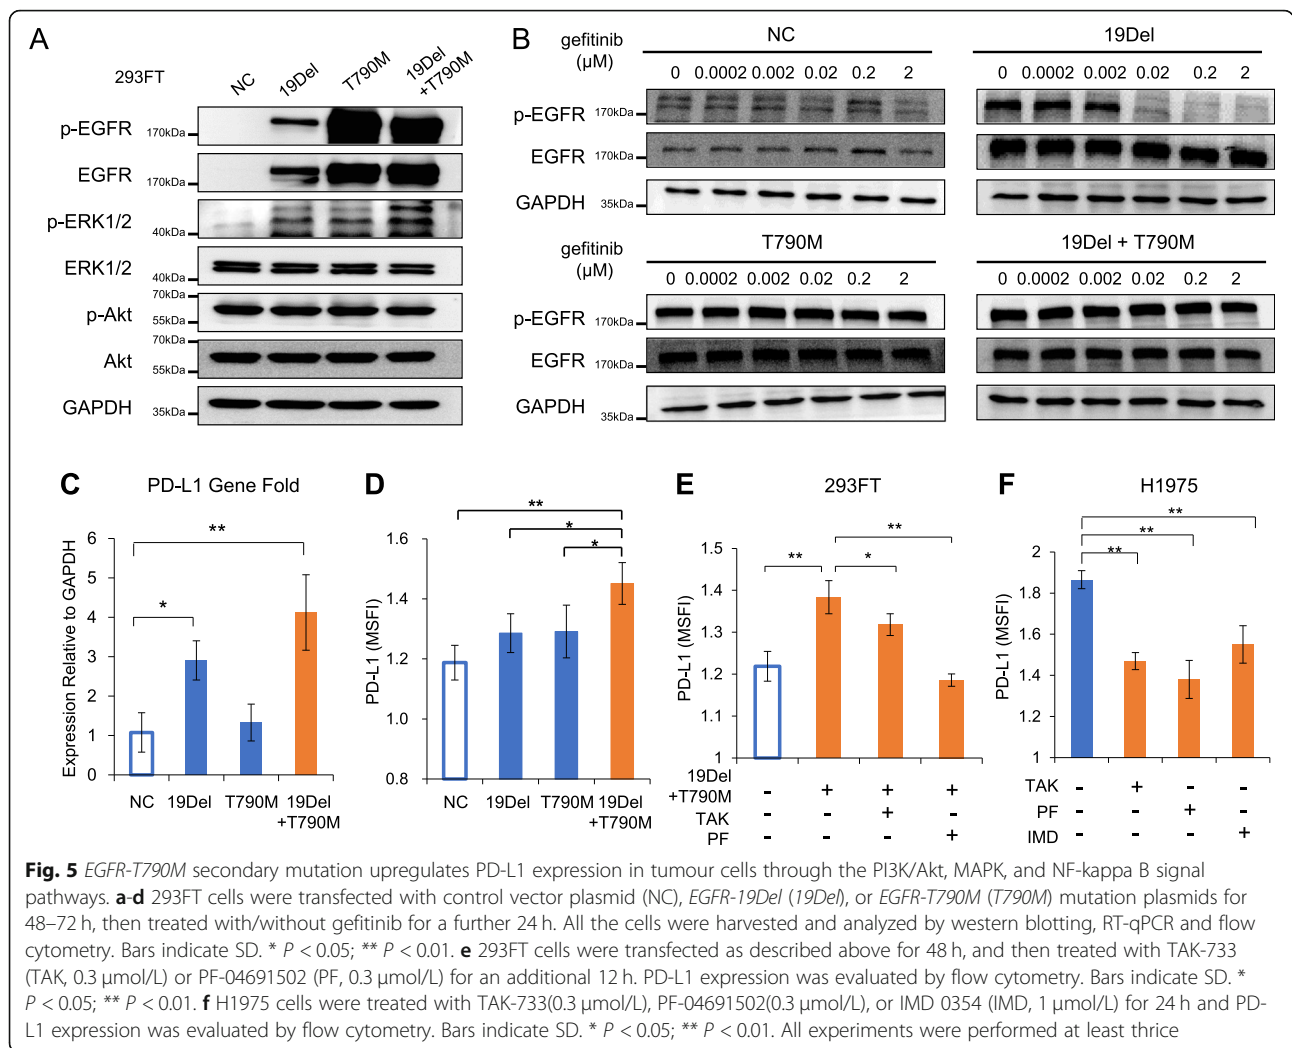 A
293FT
NC
19Del
T790M
19Del
+T790M
p-EGFR
170kDa
EGFR
170kDa
p-ERK1/2
40kDa
ERK1/2
40kDa
p-Akt
70kDa
55kDa
Akt
70kDa
55kDa
GAPDH
35kDa
B
gefitinib
(µM)
NC
0 0.0002 0.002 0.02 0.2 2
p-EGFR
170kDa
EGFR
170kDa
GAPDH
35kDa
19Del
0 0.0002 0.002 0.02 0.2 2
gefitinib
(µM)
T790M
0 0.0002 0.002 0.02 0.2 2
p-EGFR
170kDa
EGFR
170kDa
GAPDH
35kDa
19Del + T790M
0 0.0002 0.002 0.02 0.2 2
C
PD-L1 Gene Fold
Expression Relative to GAPDH
6
5
4
3
2
1
0
**
*
NC 19Del T790M 19Del
+T790M
D
PD-L1 (MSFI)
1.6
1.4
1.2
1.0
0.8
**
*
*
NC 19Del T790M 19Del
+T790M
E
293FT
PD-L1 (MSFI)
1.5
1.4
1.3
1.2
1.1
1
**
**
*
19Del
+T790M - + + +
TAK - - + -
PF - - - +
F
H1975
PD-L1 (MSFI)
2
1.8
1.6
1.4
1.2
1
**
**
**
TAK - + - -
PF - - + -
IMD - - - +
Fig. 5 EGFR-T790M secondary mutation upregulates PD-L1 expression in tumour cells through the PI3K/Akt, MAPK, and NF-kappa B signal
pathways. a-d 293FT cells were transfected with control vector plasmid (NC), EGFR-19Del (19Del), or EGFR-T790M (T790M) mutation plasmids for
48–72 h, then treated with/without gefitinib for a further 24 h. All the cells were harvested and analyzed by western blotting, RT-qPCR and flow
cytometry. Bars indicate SD. * P < 0.05; ** P < 0.01. e 293FT cells were transfected as described above for 48 h, and then treated with TAK-733
(TAK, 0.3 µmol/L) or PF-04691502 (PF, 0.3 µmol/L) for an additional 12 h. PD-L1 expression was evaluated by flow cytometry. Bars indicate SD. *
P < 0.05; ** P < 0.01. f H1975 cells were treated with TAK-733(0.3 µmol/L), PF-04691502(0.3 µmol/L), or IMD 0354 (IMD, 1 µmol/L) for 24 h and PD-
L1 expression was evaluated by flow cytometry. Bars indicate SD. * P < 0.05; ** P < 0.01. All experiments were performed at least thrice